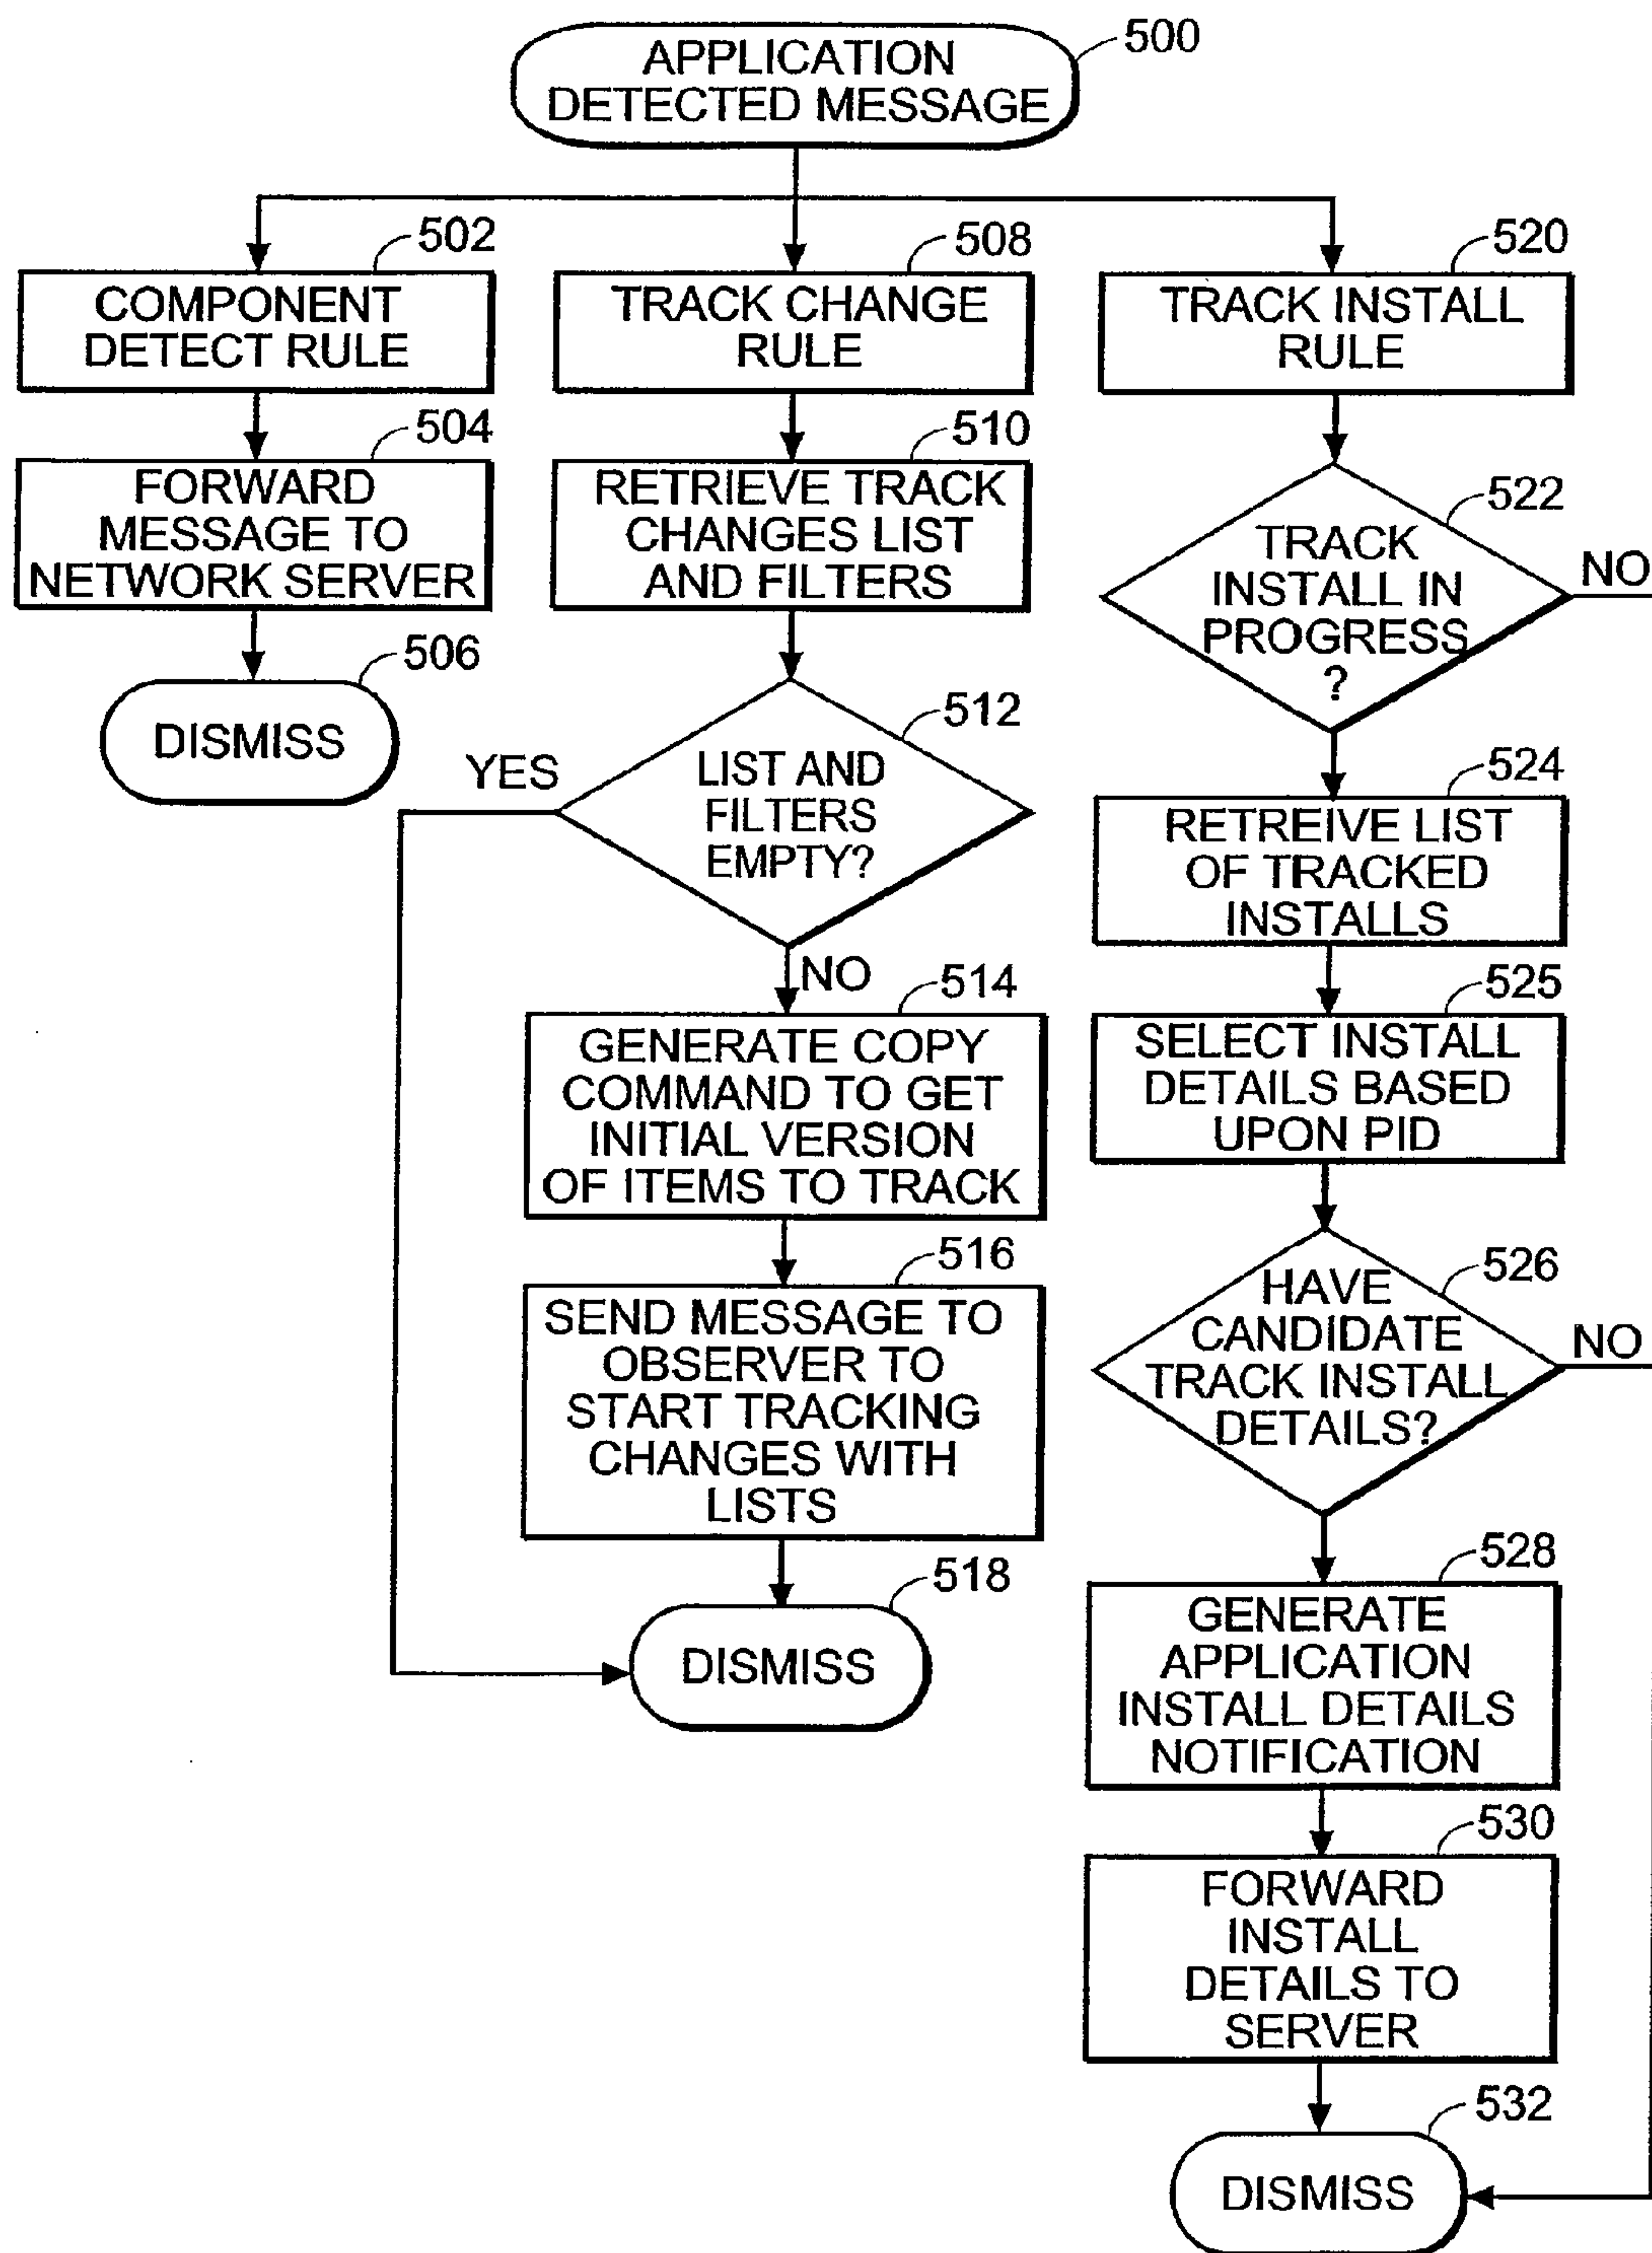 APPLICATION
DETECTED MESSAGE
500
502
COMPONENT
DETECT RULE
504
FORWARD
MESSAGE TO
NETWORK SERVER
506
DISMISS
508
TRACK CHANGE
RULE
510
RETRIEVE TRACK
CHANGES LIST
AND FILTERS
512
LIST AND
FILTERS
EMPTY?
YES
NO
514
GENERATE COPY
COMMAND TO GET
INITIAL VERSION
OF ITEMS TO TRACK
516
SEND MESSAGE TO
OBSERVER TO
START TRACKING
CHANGES WITH
LISTS
518
DISMISS
520
TRACK INSTALL
RULE
522
TRACK
INSTALL IN
PROGRESS
?
NO
524
RETREIVE LIST
OF TRACKED
INSTALLS
525
SELECT INSTALL
DETAILS BASED
UPON PID
526
HAVE
CANDIDATE
TRACK INSTALL
DETAILS?
NO
528
GENERATE
APPLICATION
INSTALL DETAILS
NOTIFICATION
530
FORWARD
INSTALL
DETAILS TO
SERVER
532
DISMISS